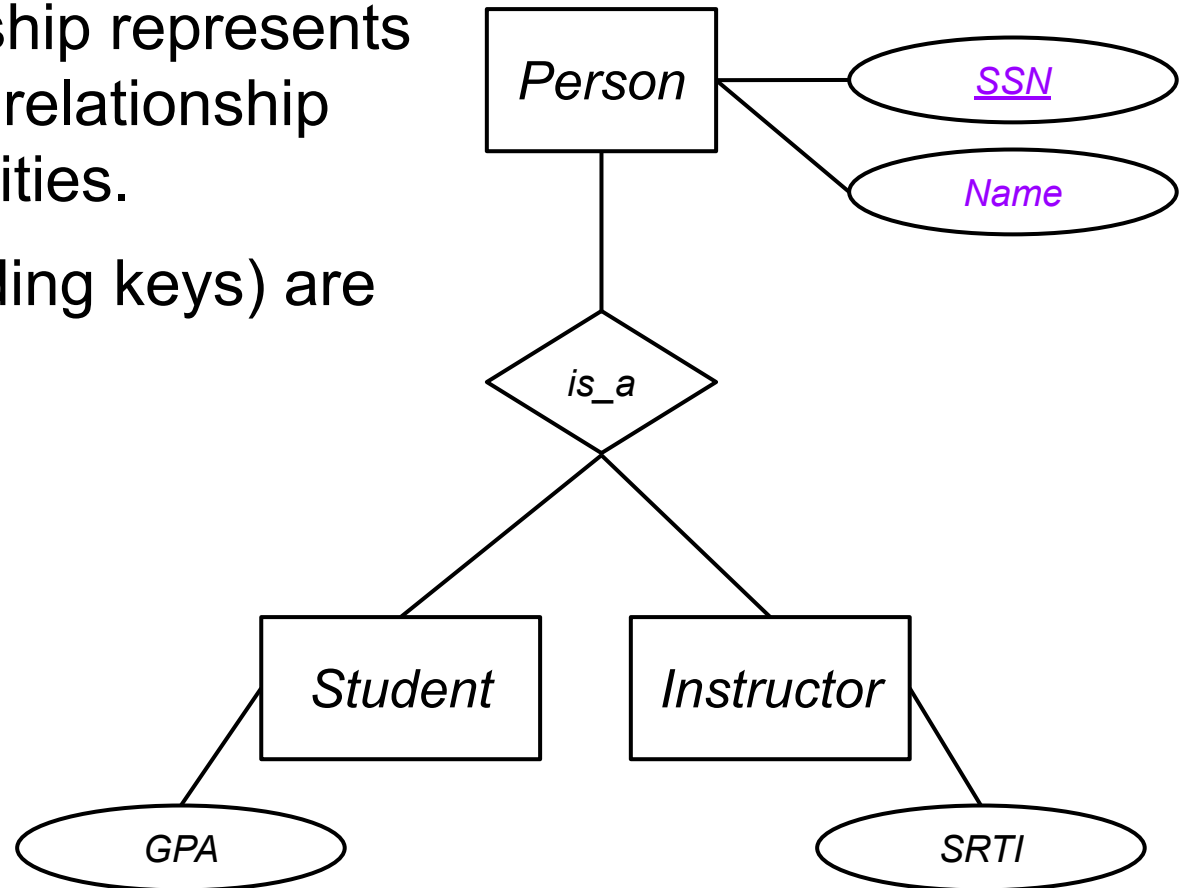 ship represents
relationship
ities.
ding keys) are
Person
SSN
Name
is_a
Student
Instructor
GPA
SRTI